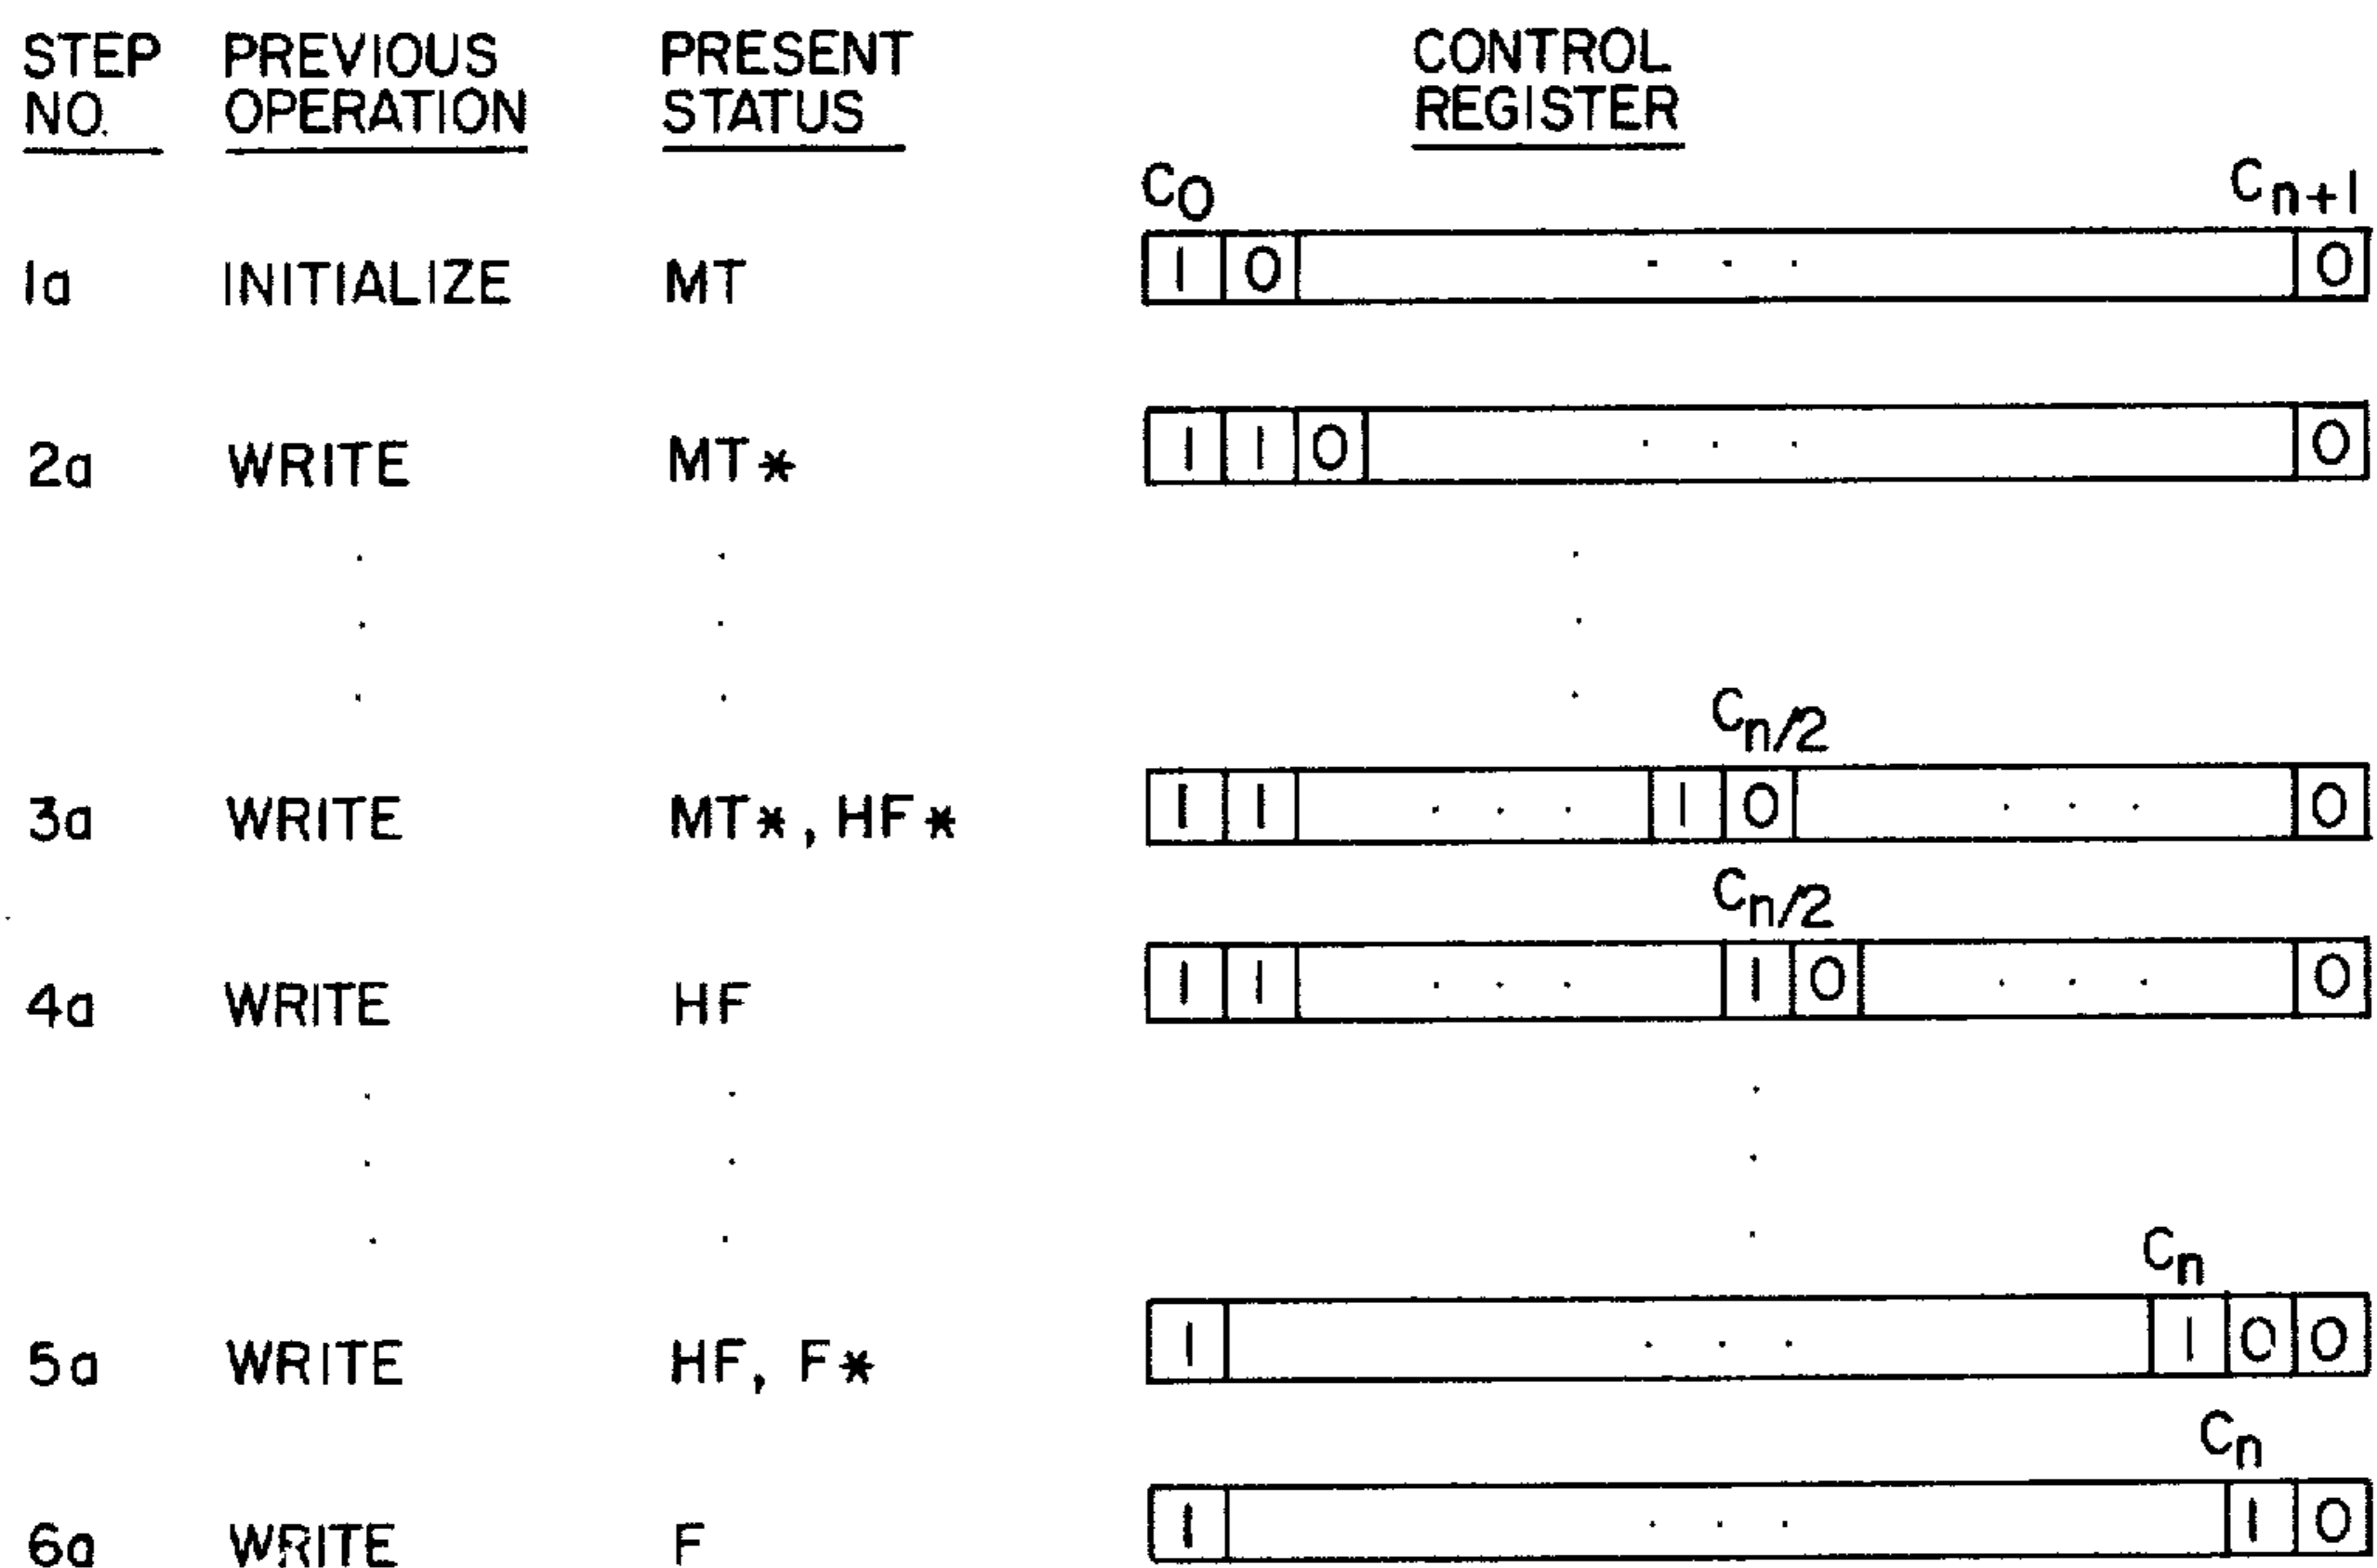 STEP NO. PREVIOUS OPERATION PRESENT STATUS CONTROL REGISTER
C0 Cn+1
1a INITIALIZE MT 1 0 . . . 0
2a WRITE MT* 1 1 0 . . . 0
. . .
. . .
. . .
Cn/2
3a WRITE MT*, HF* 1 1 . . . 1 0 . . . 0
Cn/2
4a WRITE HF 1 1 . . . 1 0 . . . 0
. . .
. . .
. . .
Cn
5a WRITE HF, F* 1 . . . 1 0 0
Cn
6a WRITE F 1 . . . 1 0